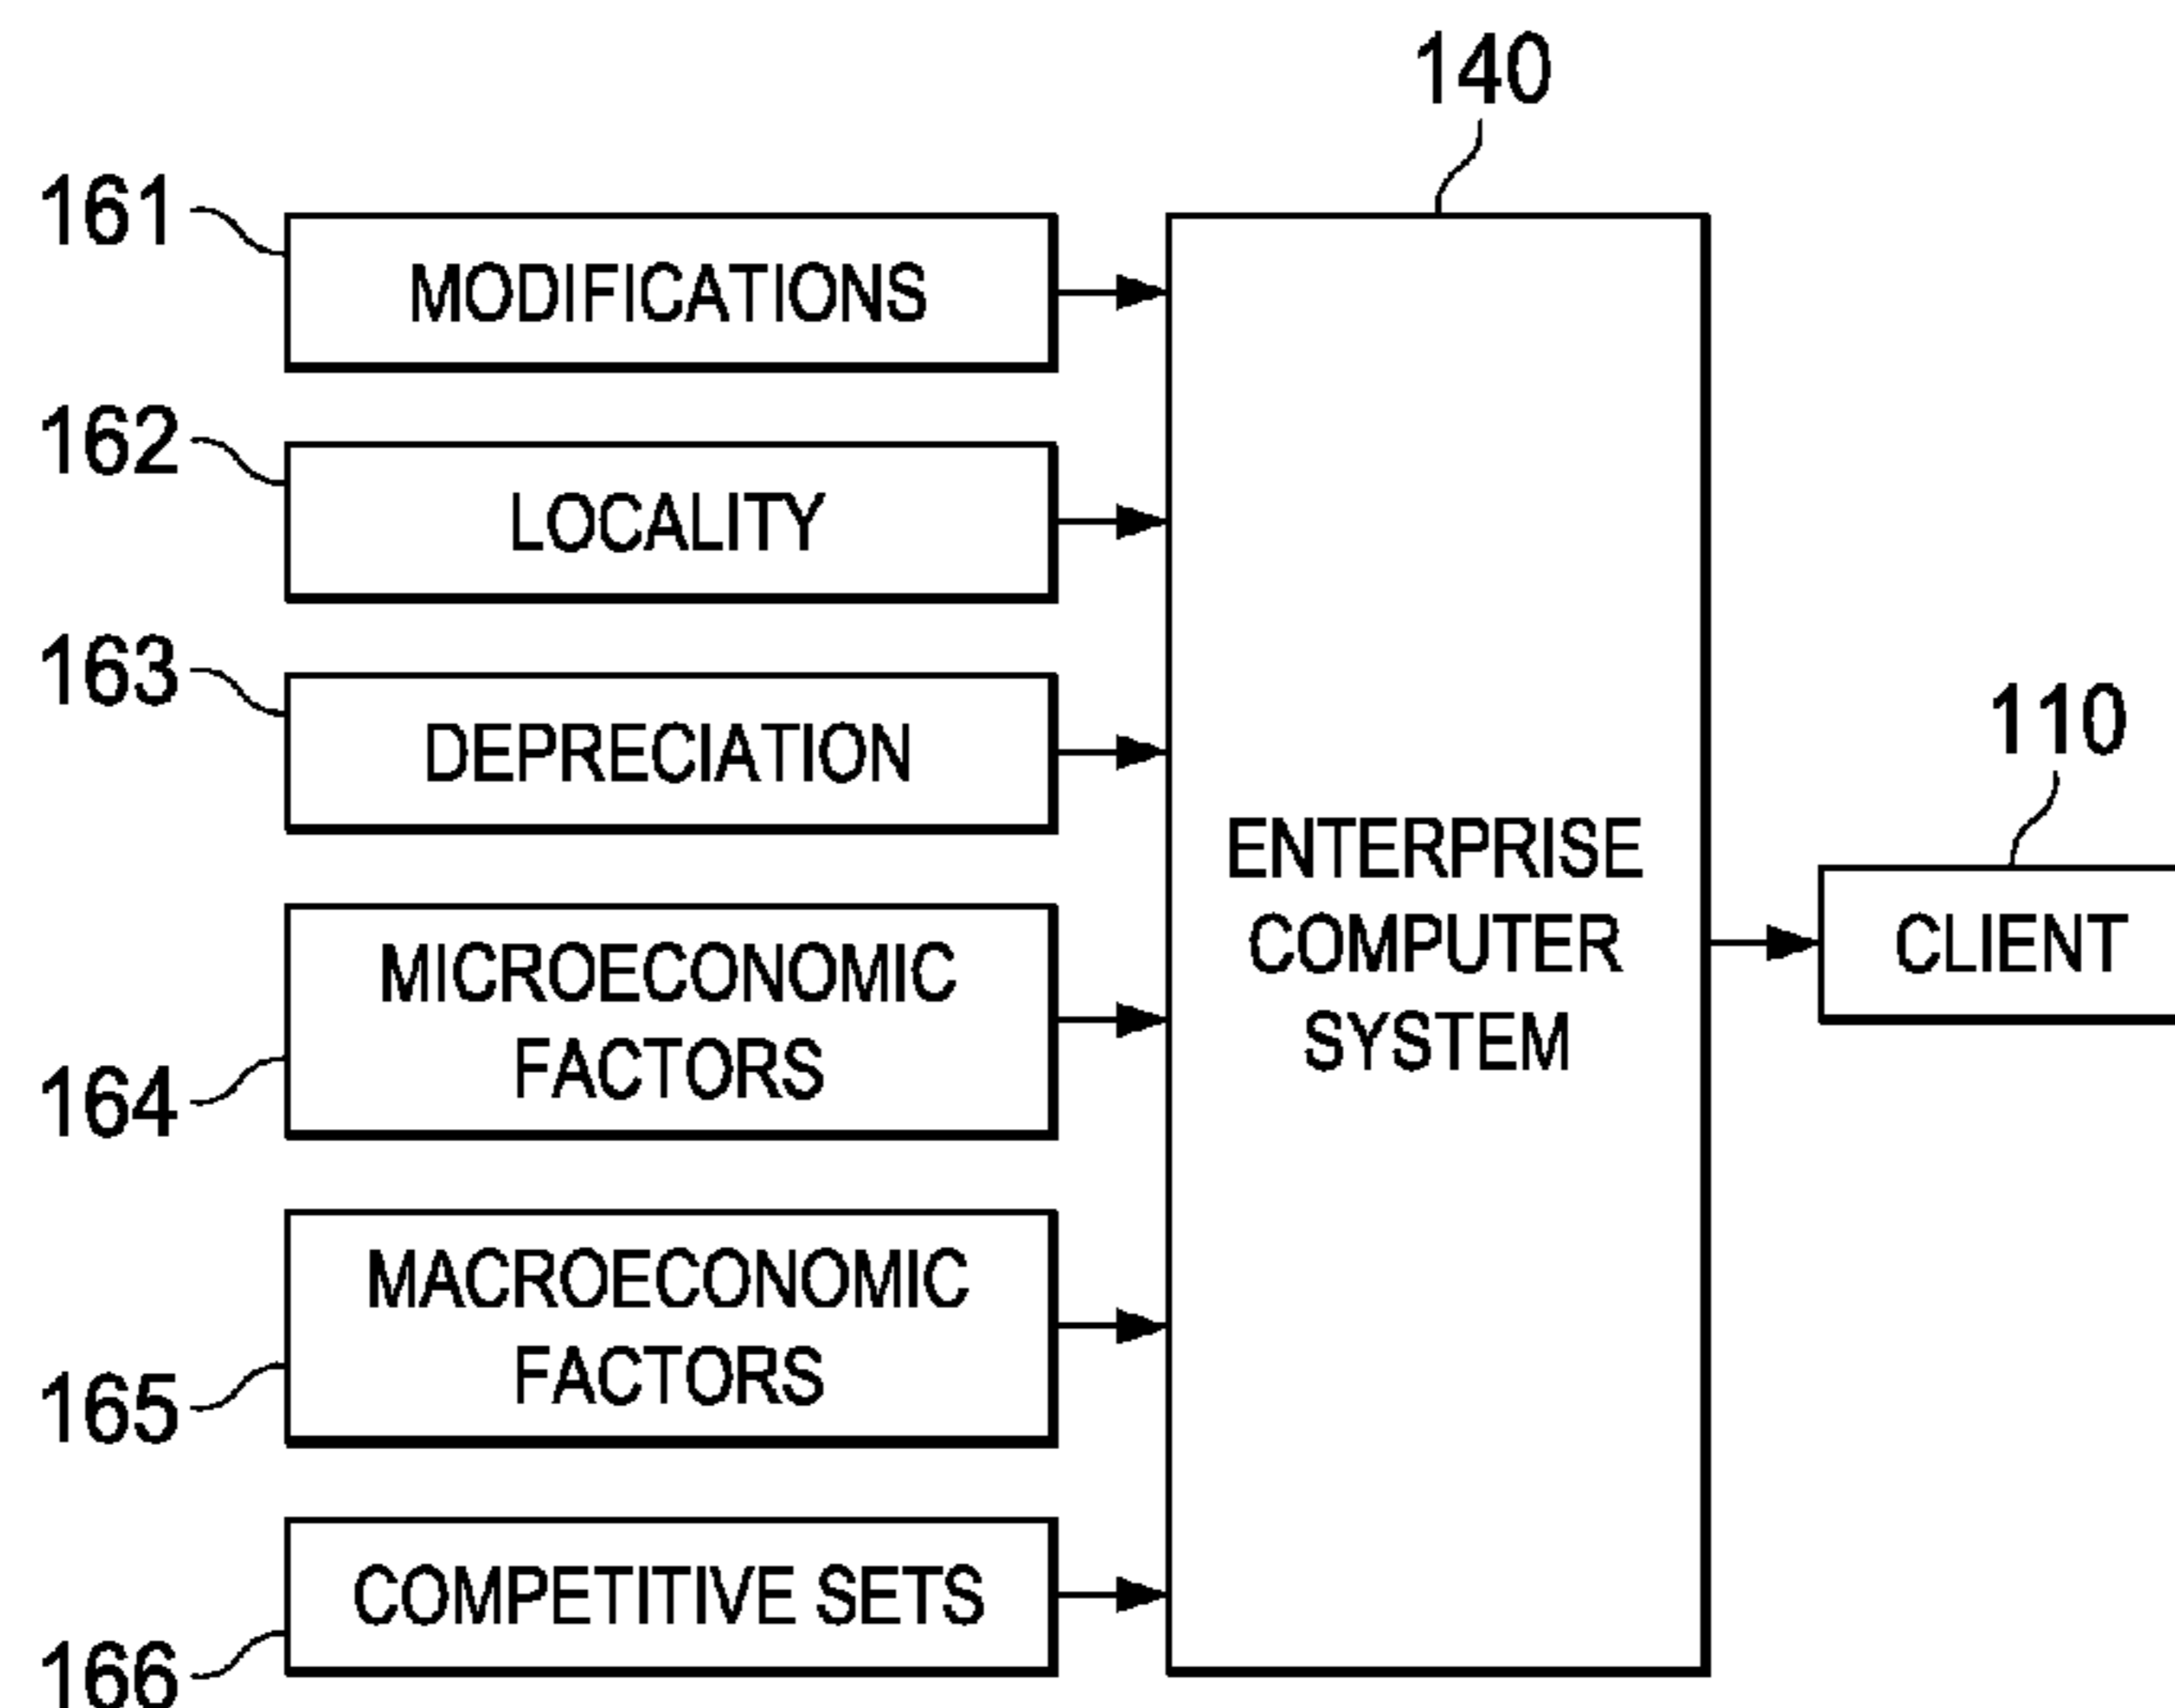 140
161
MODIFICATIONS
162
LOCALITY
163
DEPRECIATION
110
ENTERPRISE
COMPUTER
SYSTEM
CLIENT
MICROECONOMIC
FACTORS
164
MACROECONOMIC
FACTORS
165
COMPETITIVE SETS
166